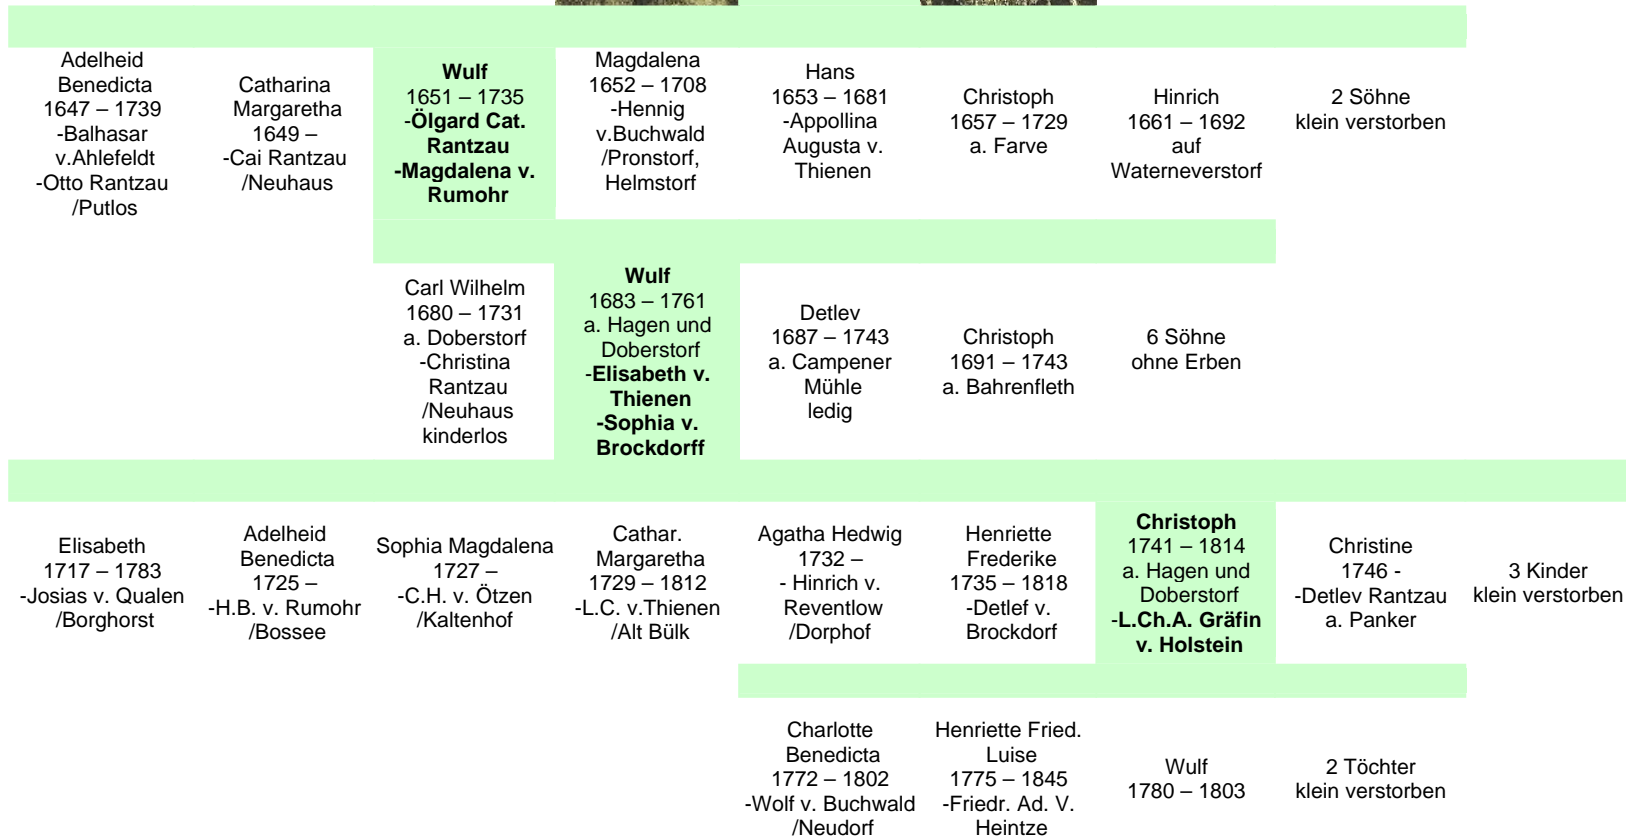 Adelheid
Benedicta
1647 – 1739
-Balhasar
v.Ahlefeldt
-Otto Rantzau
/Putlos
Catharina
Margaretha
1649 –
-Cai Rantzau
/Neuhaus
Wulf
1651 – 1735
-Ölgard Cat.
Rantzau
-Magdalena v.
Rumohr
Magdalena
1652 – 1708
-Hennig
v.Buchwald
/Pronstorf,
Helmstorf
Hans
1653 – 1681
-Appollina
Augusta v.
Thienen
Christoph
1657 – 1729
a. Farve
Hinrich
1661 – 1692
auf
Waterneverstorf
2 Söhne
klein verstorben
Carl Wilhelm
1680 – 1731
a. Doberstorf
-Christina
Rantzau
/Neuhaus
kinderlos
Wulf
1683 – 1761
a. Hagen und
Doberstorf
-Elisabeth v.
Thienen
-Sophia v.
Brockdorff
Detlev
1687 – 1743
a. Campener
Mühle
ledig
Christoph
1691 – 1743
a. Bahrenfleth
6 Söhne
ohne Erben
Elisabeth
1717 – 1783
-Josias v. Qualen
/Borghorst
Adelheid
Benedicta
1725 –
-H.B. v. Rumohr
/Bossee
Sophia Magdalena
1727 –
-C.H. v. Ötzen
/Kaltenhof
Cathar.
Margaretha
1729 – 1812
-L.C. v.Thienen
/Alt Bülk
Agatha Hedwig
1732 –
- Hinrich v.
Reventlow
/Dorphof
Henriette
Frederike
1735 – 1818
-Detlef v.
Brockdorf
Christoph
1741 – 1814
a. Hagen und
Doberstorf
-L.Ch.A. Gräfin
v. Holstein
Christine
1746 -
-Detlev Rantzau
a. Panker
3 Kinder
klein verstorben
Charlotte
Benedicta
1772 – 1802
-Wolf v. Buchwald
/Neudorf
Henriette Fried.
Luise
1775 – 1845
-Friedr. Ad. V.
Heintze
Wulf
1780 – 1803
2 Töchter
klein verstorben